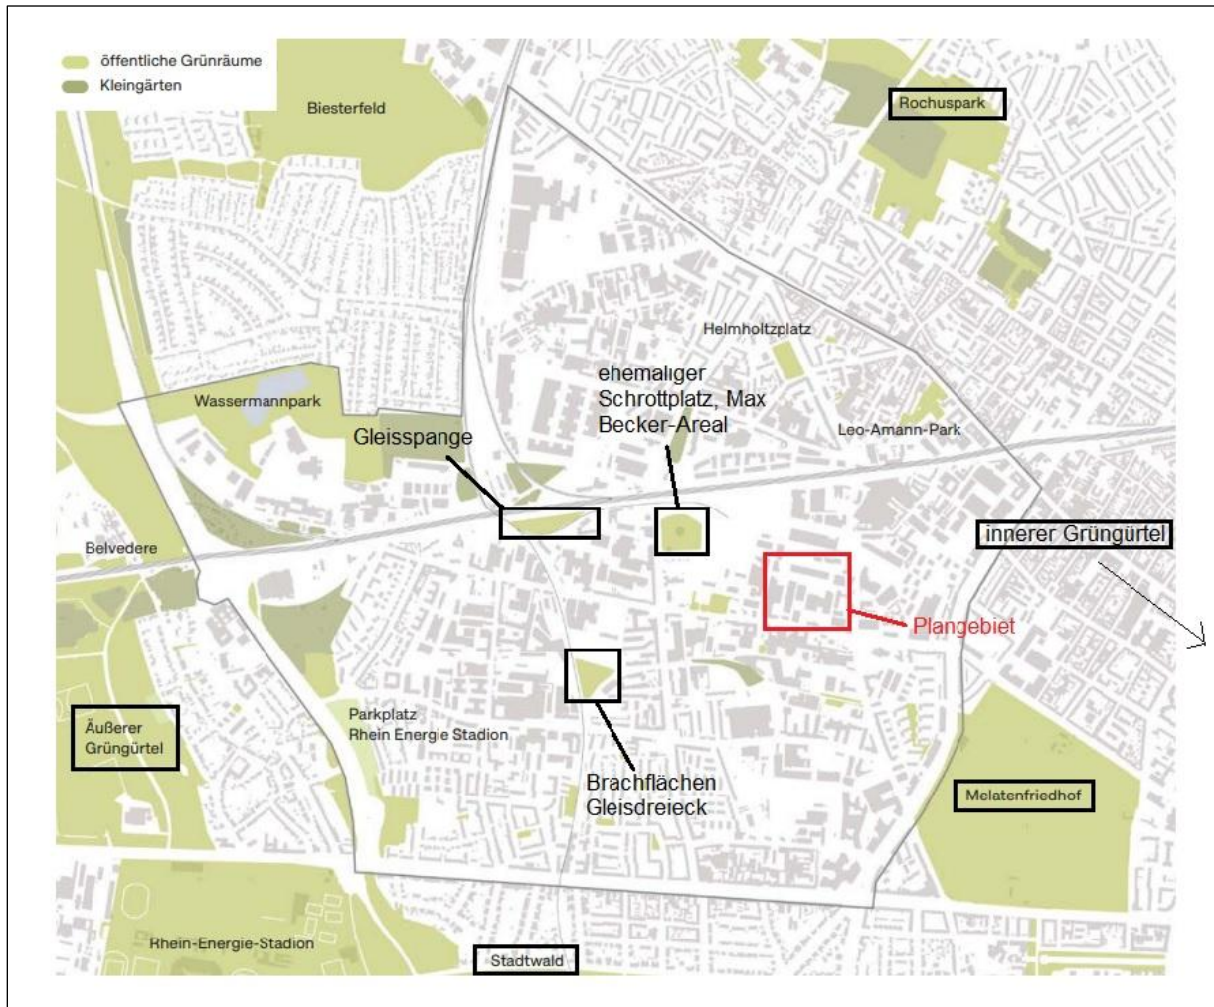 öffentliche Grünräume
Kleingärten
Biesterfeld
Rochuspark
Helmholtzplatz
ehemaliger
Schrottplatz, Max
Becker-Areal
Wassermannpark
Gleisspange
Leo-Amann-Park
innerer Grüngürtel
Belvedere
Plangebiet
Äußerer
Grüngürtel
Parkplatz
Rhein Energie Stadion
Brachflächen
Gleisdreieck
Melatenfriedhof
Rhein-Energie-Stadion
Stadtwald